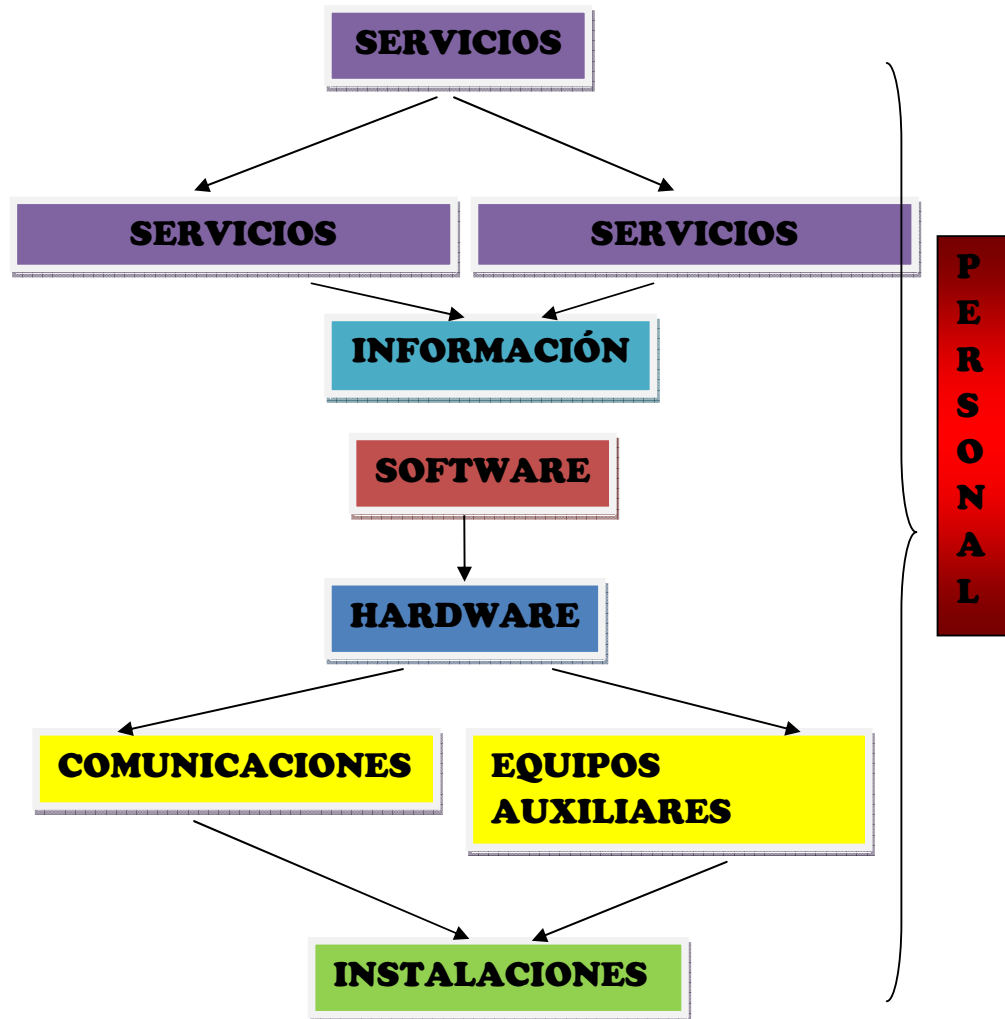 SERVICIOS
SERVICIOS
SERVICIOS
INFORMACIÓN
SOFTWARE
HARDWARE
COMUNICACIONES
EQUIPOS
AUXILIARES
INSTALACIONES
P
E
R
S
O
N
A
L